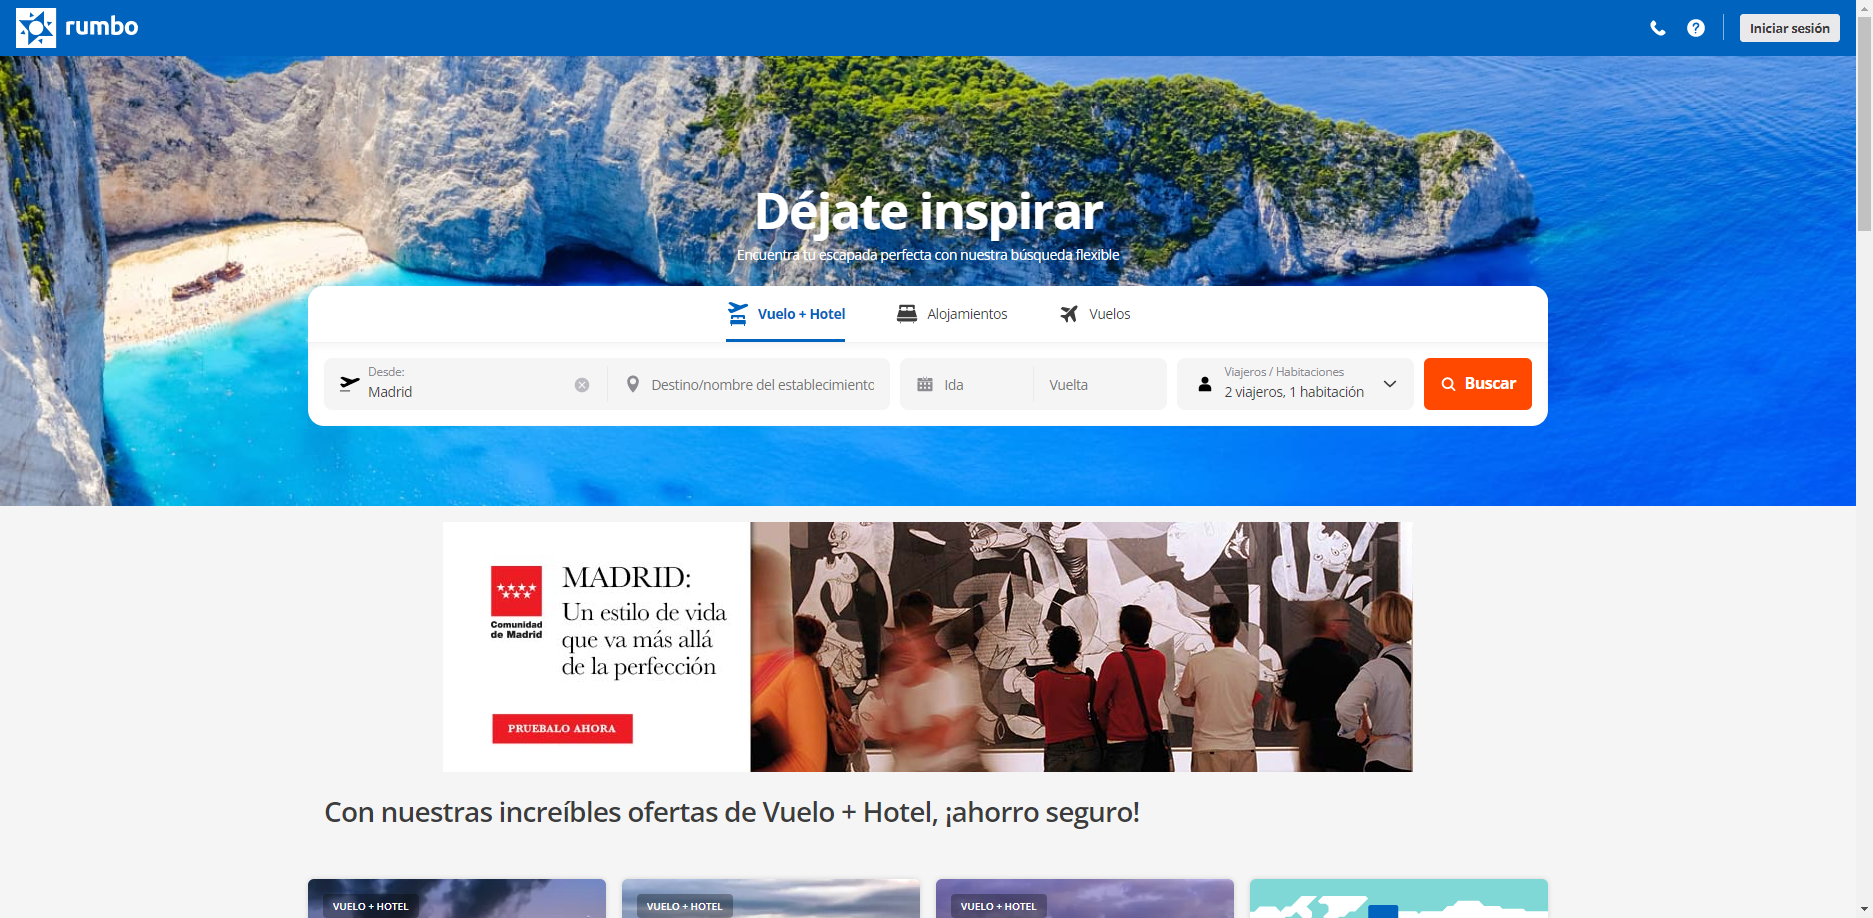 rumbo
Iniciar sesión
Déjate inspirar
Encuentra tu escapada perfecta con nuestra búsqueda flexible
Vuelo + Hotel
Alojamientos
Vuelos
Desde:
Madrid
Destino/nombre del establecimiento
Ida
Vuelta
Viajeros / Habitaciones
2 viajeros, 1 habitación
Buscar
Comunidad
de Madrid
MADRID:
Un estilo de vida
que va más allá
de la perfección
PRUEBALO AHORA
Con nuestras increíbles ofertas de Vuelo + Hotel, ¡ahorro seguro!
VUELO + HOTEL
VUELO + HOTEL
VUELO + HOTEL